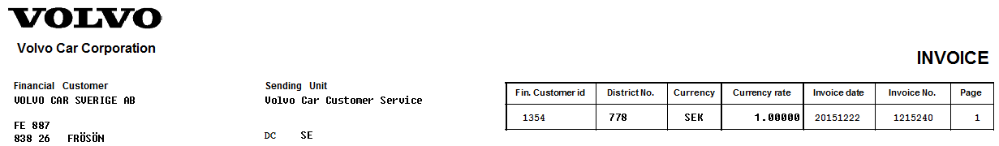 VOLVO
Volvo Car Corporation
INVOICE
Financial Customer
VOLVO CAR SVERIGE AB
FE 887
838 26 FRÖSÖN
Sending Unit
Volvo Car Customer Service
DC SE
Fin. Customer id District No. Currency Currency rate Invoice date Invoice No. Page
1354 778 SEK 1.00000 20151222 1215240 1